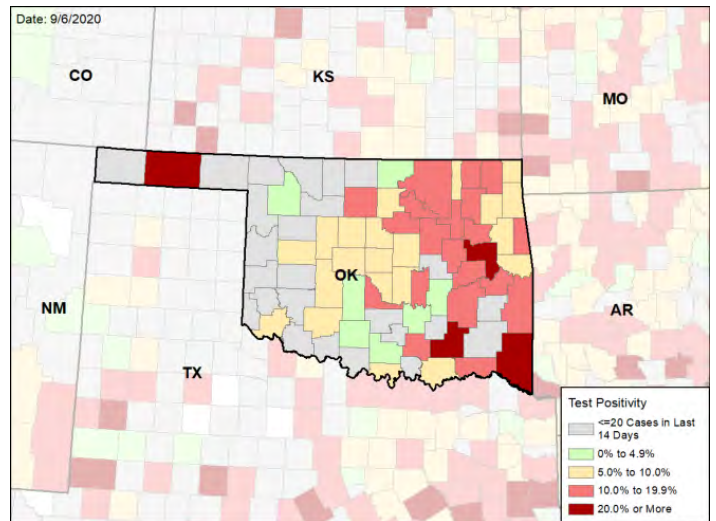 Date: 9/6/2020
CO
KS
MO
OK
NM
AR
TX
Test Positivity
<=20 Cases in Last
14 Days
0% to 4.9%
5.0% to 10.0%
10.0% to 19.9%
20.0% or More